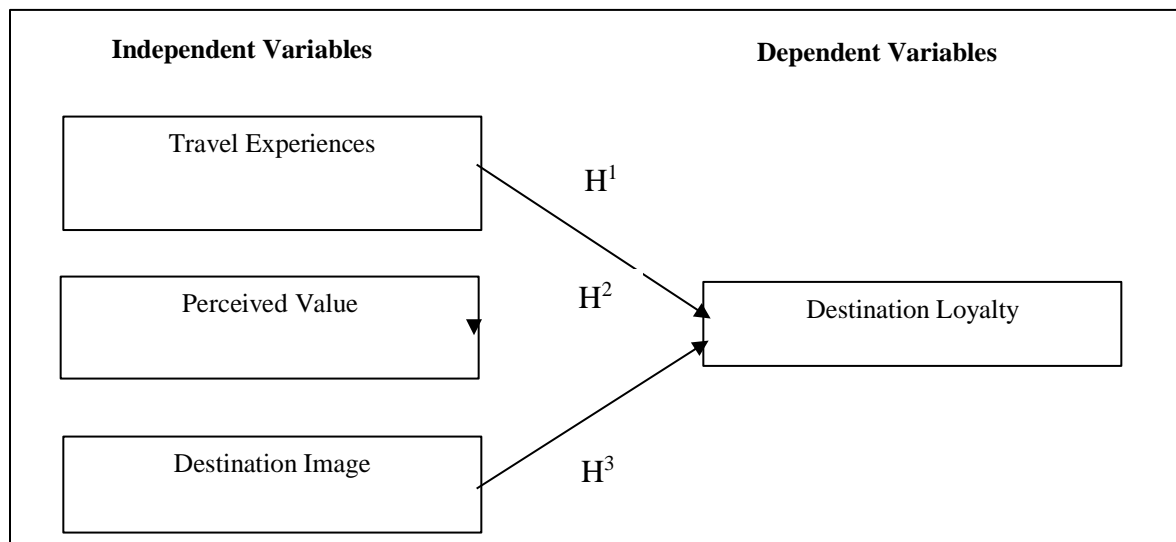 Independent Variables
Dependent Variables
Travel Experiences
H¹
Perceived Value
H²
Destination Loyalty
Destination Image
H³